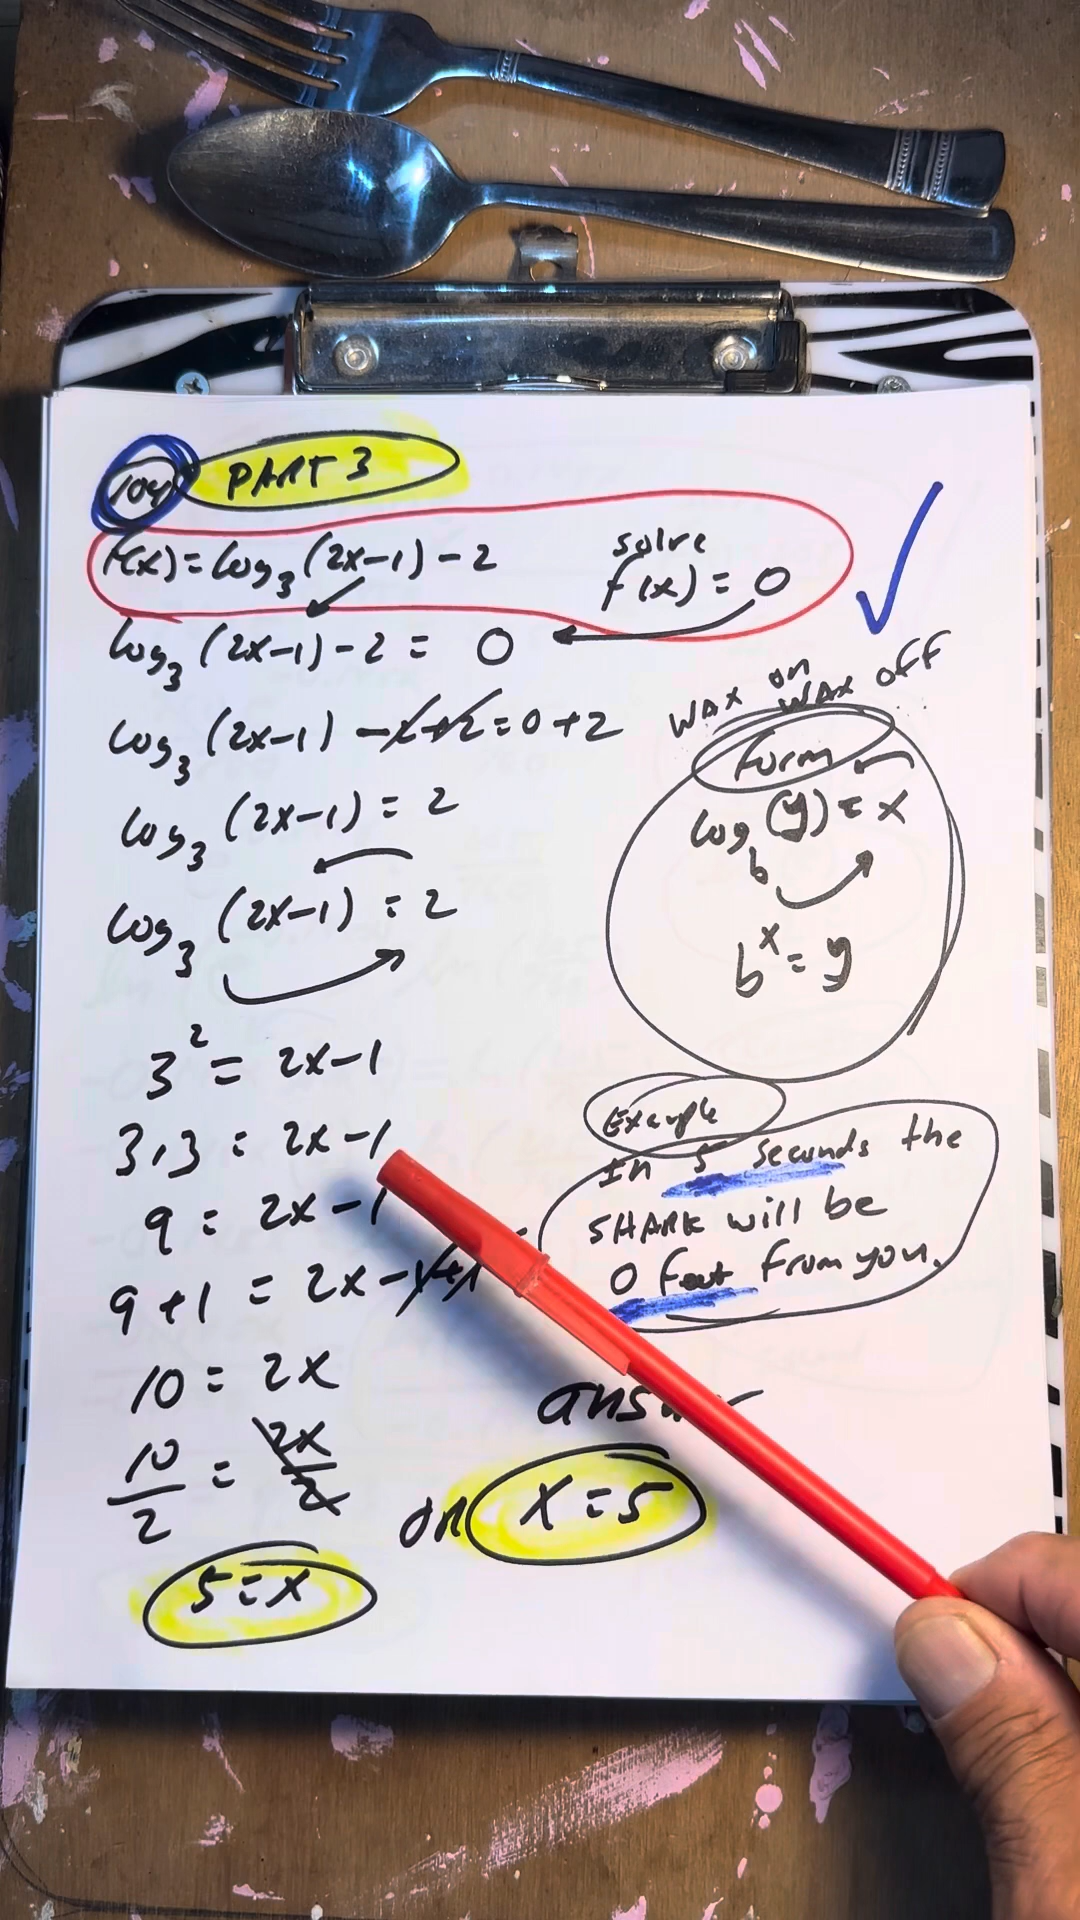 104 PART 3
f(x) = log₃ (2x-1) - 2
solve
f(x) = 0
log₃ (2x-1) - 2 = 0
log₃ (2x-1) - 2 + 2 = 0 + 2
log₃ (2x-1) = 2
log₃ (2x-1) = 2
3² = 2x-1
3·3 = 2x-1
9 = 2x-1
9+1 = 2x-1+1
10 = 2x
10/2 = 2x/2
5 = x
or x = 5
WAX on
WAX off
Form
log_b (y) = x
b^x = y
Example
In 5 seconds the
SHARK will be
0 feet from you.